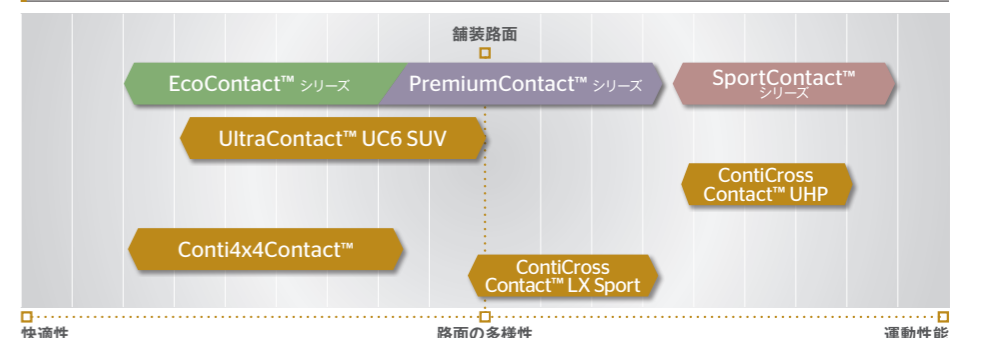 舗装路面
EcoContact™ シリーズ
PremiumContact™ シリーズ
SportContact™
シリーズ
UltraContact™ UC6 SUV
ContiCross
Contact™ UHP
Conti4x4Contact™
ContiCross
Contact™ LX Sport
快適性
路面の多様性
運動性能